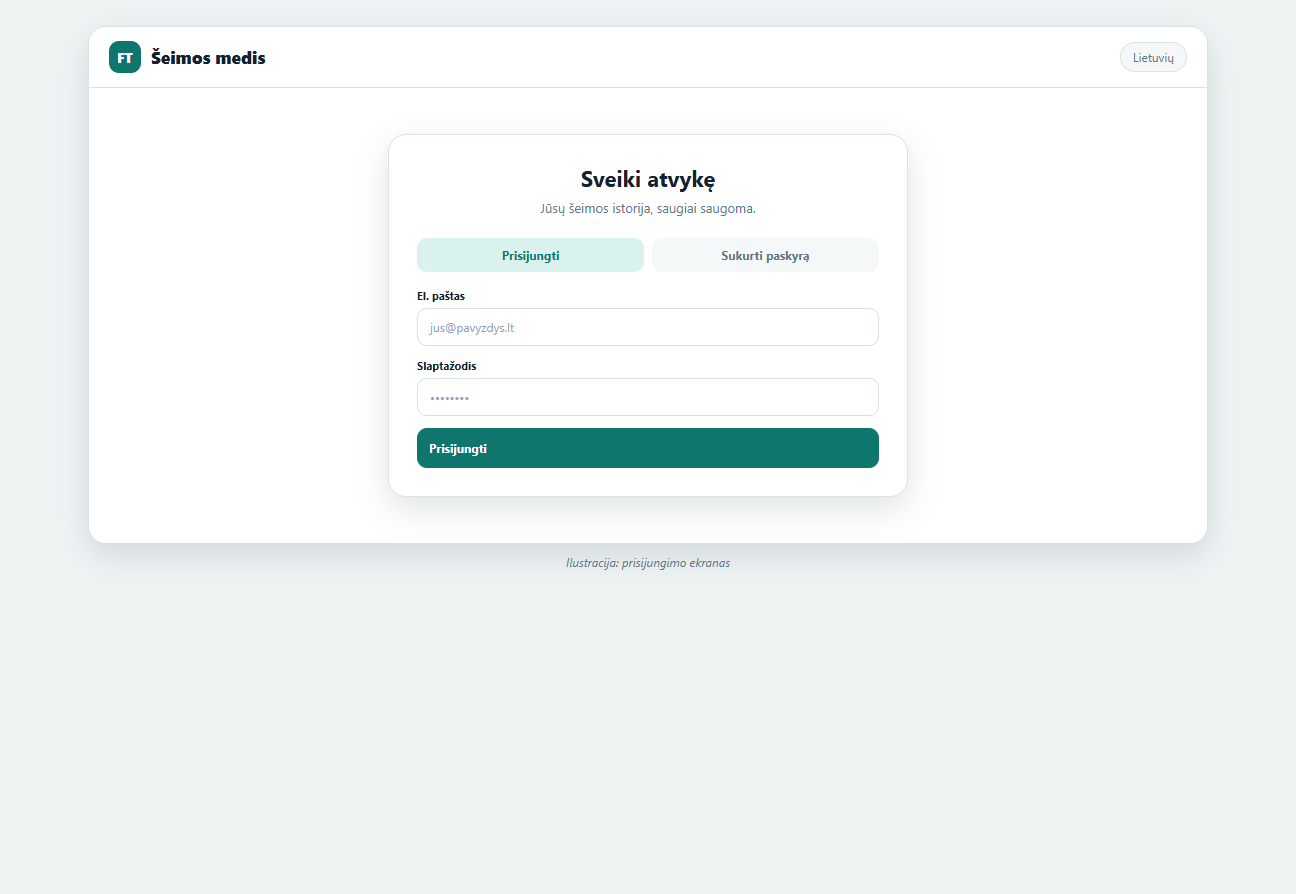 FT
Šeimos medis
Lietuvių
Sveiki atvykę
Jūsų šeimos istorija, saugiai saugoma.
Prisijungti
Sukurti paskyrą
El. paštas
jus@pavyzdys.lt
Slaptažodis
••••••••
Prisijungti
Ilustracija: prisijungimo ekranas